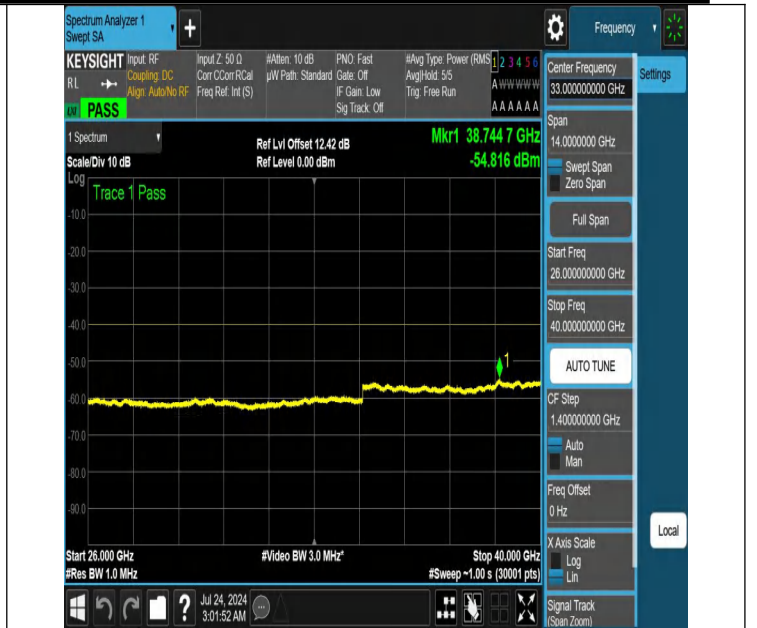 Spectrum Analyzer 1
Swept SA
+
Frequency
KEYSIGHT
RL
PASS
Input: RF
Coupling: DC
Align: Auto/No RF
Input Z: 50 Ω
Corr CCorr RCal
Freq Ref: Int (S)
#Atten: 10 dB
µW Path: Standard
PNO: Fast
Gate: Off
IF Gain: Low
Sig Track: Off
#Avg Type: Power (RMS
Avg|Hold: 5/5
Trig: Free Run
1 2 3 4 5 6
A W W W W W
A A A A A A
Center Frequency
33.000000000 GHz
Settings
Span
14.0000000 GHz
Swept Span
Zero Span
Full Span
Start Freq
26.000000000 GHz
Stop Freq
40.000000000 GHz
AUTO TUNE
CF Step
1.400000000 GHz
Auto
Man
Freq Offset
0 Hz
X Axis Scale
Log
Lin
Signal Track
(Span Zoom)
Local
1 Spectrum
Scale/Div 10 dB
Log
Ref Lvl Offset 12.42 dB
Ref Level 0.00 dBm
Mkr1 38.744 7 GHz
-54.816 dBm
Trace 1 Pass
-10.0
-20.0
-30.0
-40.0
-50.0
-60.0
-70.0
-80.0
-90.0
1
Start 26.000 GHz
#Res BW 1.0 MHz
#Video BW 3.0 MHz*
Stop 40.000 GHz
#Sweep ~1.00 s (30001 pts)
?
Jul 24, 2024
3:01:52 AM